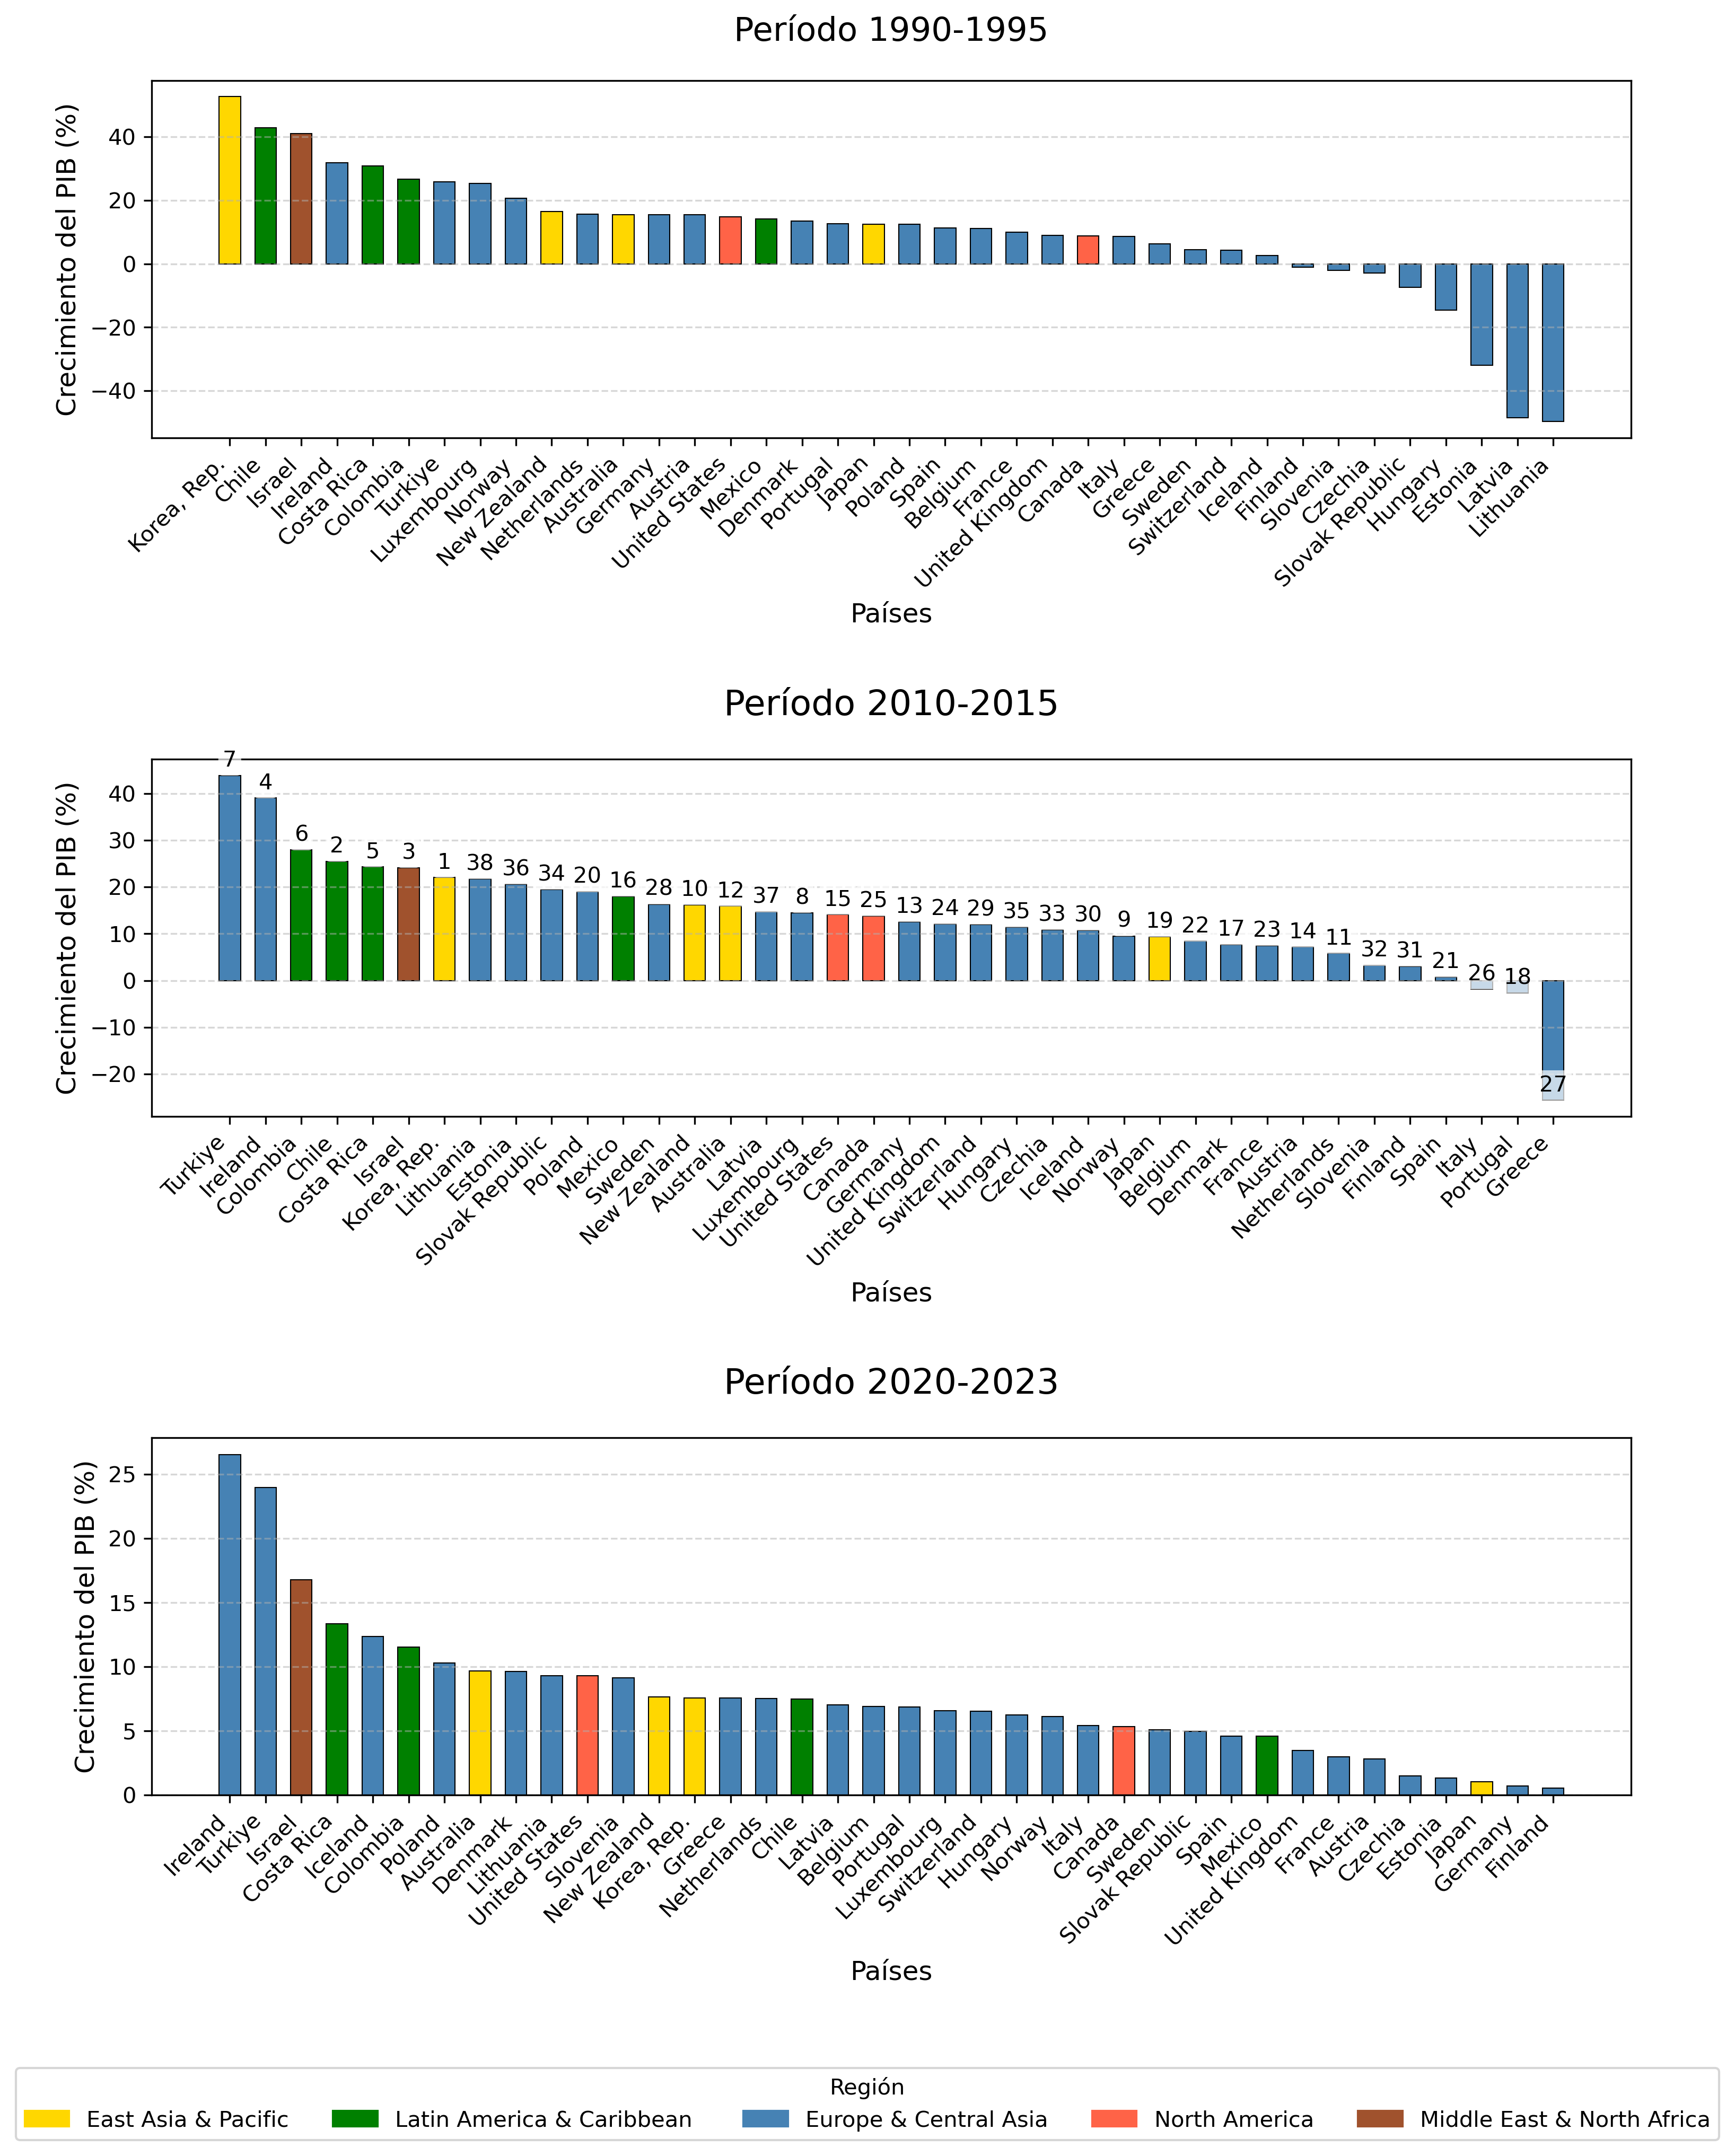 Período 1990-1995
Crecimiento del PIB (%)
40
20
0
−20
−40
Korea, Rep.
Chile
Israel
Ireland
Costa Rica
Colombia
Turkiye
Luxembourg
Norway
New Zealand
Netherlands
Australia
Germany
Austria
United States
Mexico
Denmark
Portugal
Japan
Poland
Spain
Belgium
France
United Kingdom
Canada
Italy
Greece
Sweden
Switzerland
Iceland
Finland
Slovenia
Czechia
Slovak Republic
Hungary
Estonia
Latvia
Lithuania
Países
Período 2010-2015
Crecimiento del PIB (%)
40
30
20
10
0
−10
−20
7
4
6
2
5
3
1
38
36
34
20
16
28
10
12
37
8
15
25
13
24
29
35
33
30
9
19
22
17
23
14
11
32
31
21
26
18
27
Turkiye
Ireland
Colombia
Chile
Costa Rica
Israel
Korea, Rep.
Lithuania
Estonia
Slovak Republic
Poland
Mexico
Sweden
New Zealand
Australia
Latvia
Luxembourg
United States
Canada
Germany
United Kingdom
Switzerland
Hungary
Czechia
Iceland
Norway
Japan
Belgium
Denmark
France
Austria
Netherlands
Slovenia
Finland
Spain
Italy
Portugal
Greece
Países
Período 2020-2023
Crecimiento del PIB (%)
25
20
15
10
5
0
Ireland
Turkiye
Israel
Costa Rica
Iceland
Colombia
Poland
Australia
Denmark
Lithuania
United States
Slovenia
New Zealand
Korea, Rep.
Greece
Netherlands
Chile
Latvia
Belgium
Portugal
Luxembourg
Switzerland
Hungary
Norway
Italy
Canada
Sweden
Slovak Republic
Spain
Mexico
United Kingdom
France
Austria
Czechia
Estonia
Japan
Germany
Finland
Países
Región
East Asia & Pacific
Latin America & Caribbean
Europe & Central Asia
North America
Middle East & North Africa